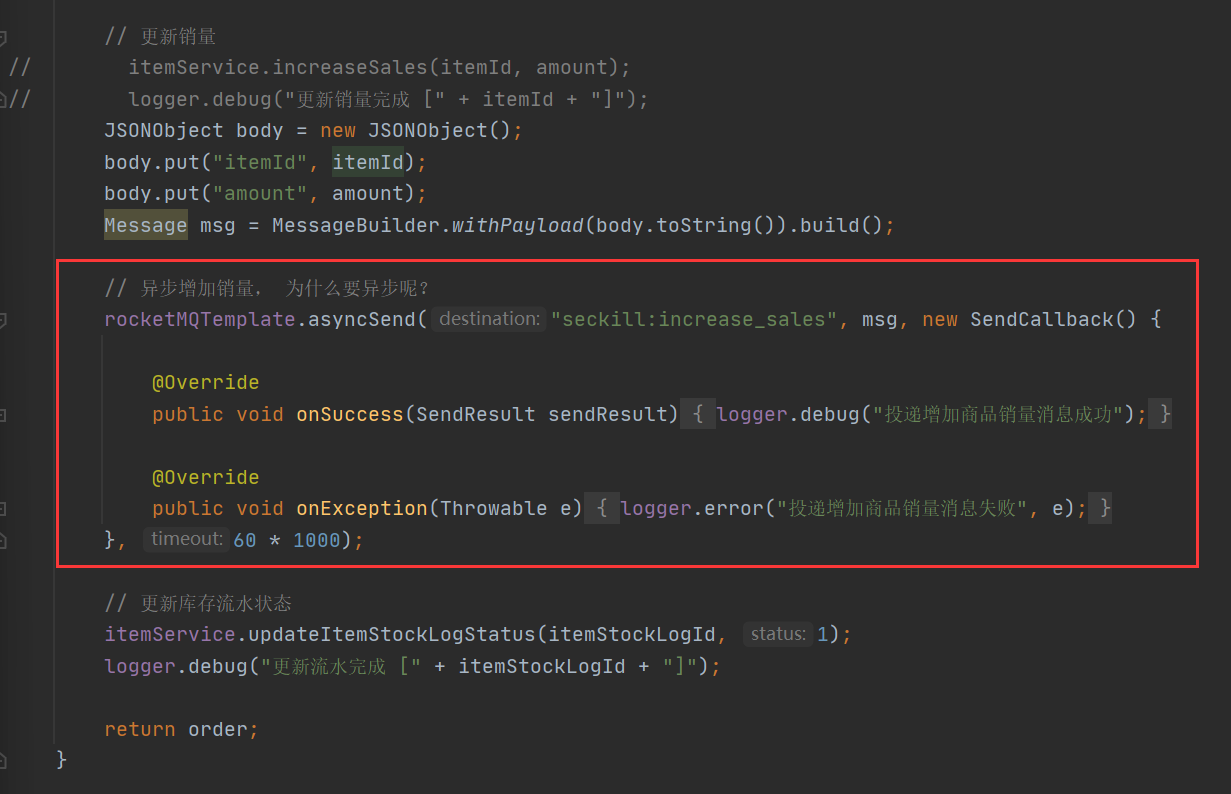 // 更新销量
// itemService.increaseSales(itemId, amount);
// logger.debug("更新销量完成 [" + itemId + "]");
JSONObject body = new JSONObject();
body.put("itemId", itemId);
body.put("amount", amount);
Message msg = MessageBuilder.withPayload(body.toString()).build();
// 异步增加销量， 为什么要异步呢?
rocketMQTemplate.asyncSend( destination: "seckill:increase_sales", msg, new SendCallback() {
@Override
public void onSuccess(SendResult sendResult) { logger.debug("投递增加商品销量消息成功"); }
@Override
public void onException(Throwable e) { logger.error("投递增加商品销量消息失败", e); }
}, timeout: 60 * 1000);
// 更新库存流水状态
itemService.updateItemStockLogStatus(itemStockLogId, status: 1);
logger.debug("更新流水完成 [" + itemStockLogId + "]");
return order;
}